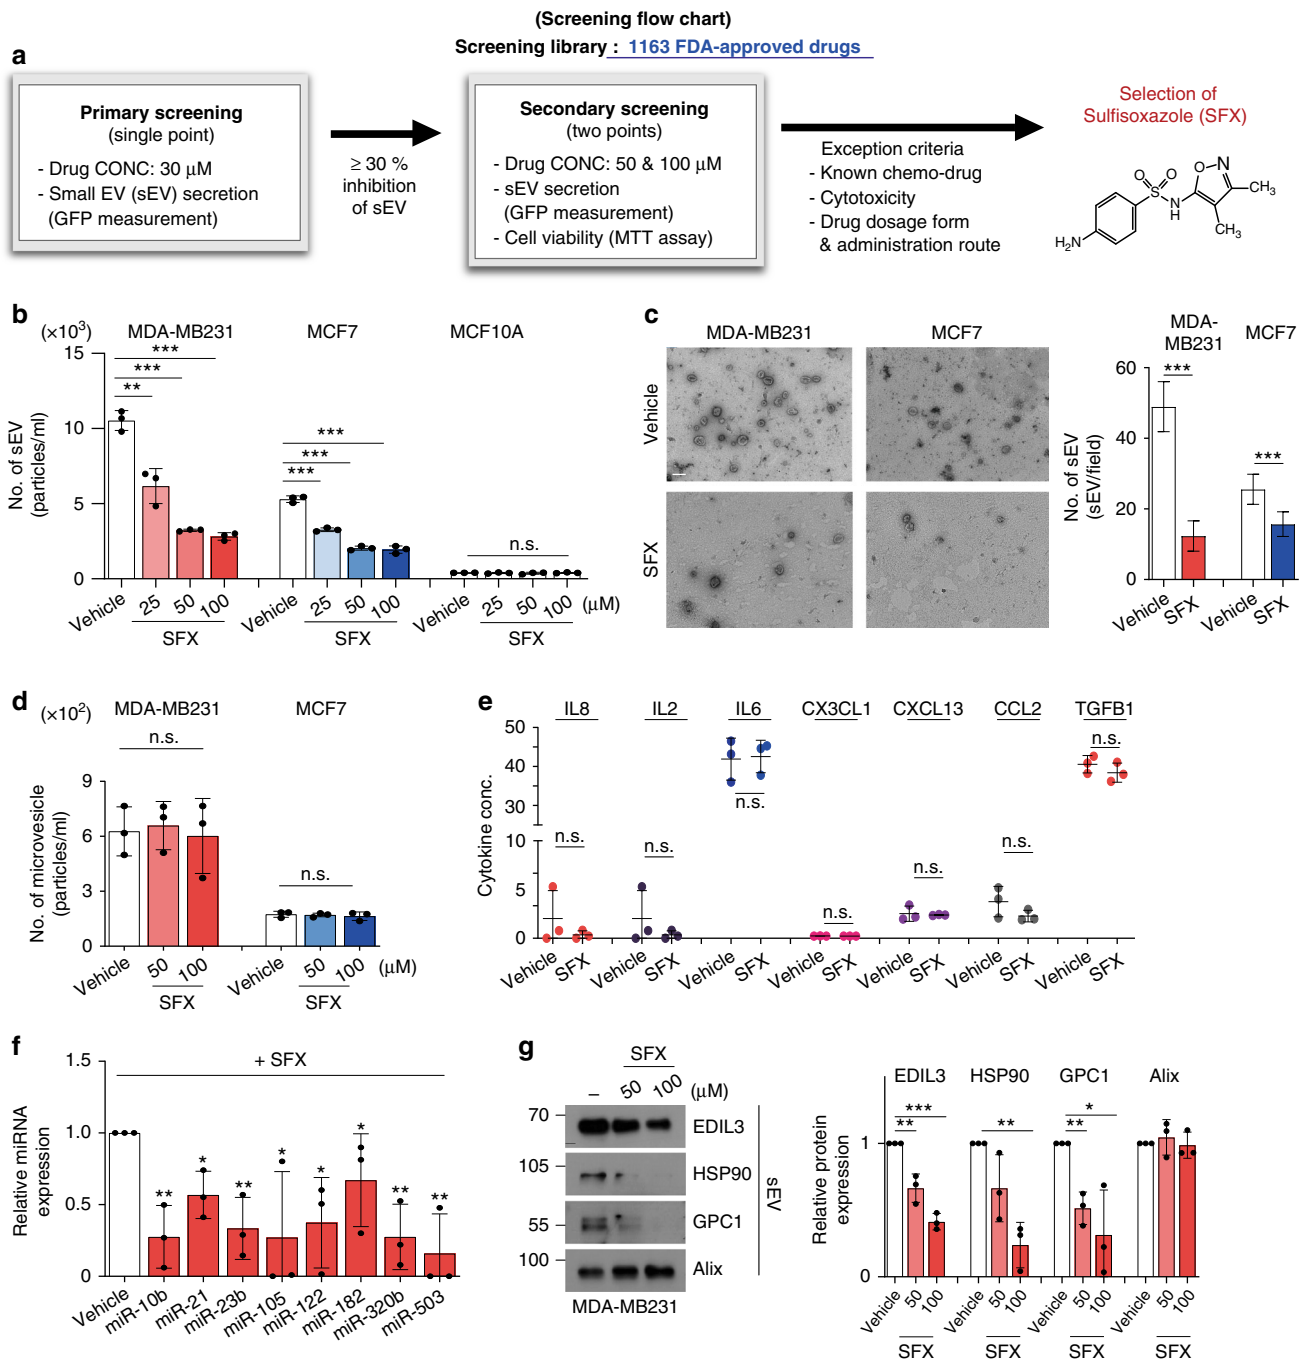 (Screening flow chart)
Screening library : 1163 FDA-approved drugs
a
Primary screening
(single point)
- Drug CONC: 30 μM
- Small EV (sEV) secretion
(GFP measurement)
≥ 30 %
inhibition
of sEV
Secondary screening
(two points)
- Drug CONC: 50 & 100 μM
- sEV secretion
(GFP measurement)
- Cell viability (MTT assay)
Exception criteria
- Known chemo-drug
- Cytotoxicity
- Drug dosage form
& administration route
Selection of
Sulfisoxazole (SFX)
O O
S
O N
N
H
CH3
CH3
H2N
b
(×10³)
MDA-MB231 MCF7 MCF10A
No. of sEV
(particles/ml)
15
10
5
0
***
***
**
***
***
***
n.s.
Vehicle 25 50 100 Vehicle 25 50 100 Vehicle 25 50 100 (μM)
SFX SFX SFX
c
MDA-MB231 MCF7
Vehicle
SFX
MDA-
MB231
MCF7
No. of sEV
(sEV/field)
60
40
20
0
***
***
Vehicle SFX Vehicle SFX
d
(×10²)
MDA-MB231 MCF7
n.s.
n.s.
No. of microvesicle
(particles/ml)
9
6
3
0
Vehicle 50 100 Vehicle 50 100 (μM)
SFX SFX
e
IL8 IL2 IL6 CX3CL1 CXCL13 CCL2 TGFB1
Cytokine conc.
50
40
30
10
5
0
n.s. n.s. n.s. n.s. n.s. n.s. n.s.
Vehicle SFX Vehicle SFX Vehicle SFX Vehicle SFX Vehicle SFX Vehicle SFX Vehicle SFX
f
+ SFX
Relative miRNA
expression
1.5
1.0
0.5
0
** * ** * * * ** **
Vehicle miR-10b miR-21 miR-23b miR-105 miR-122 miR-182 miR-320b miR-503
g
SFX
– 50 100 (μM)
70
EDIL3
105
HSP90
55
GPC1
100
Alix
sEV
MDA-MB231
EDIL3 HSP90 GPC1 Alix
Relative protein
expression
1
0
***
**
**
*
**
Vehicle 50 100 Vehicle 50 100 Vehicle 50 100 Vehicle 50 100
SFX SFX SFX SFX